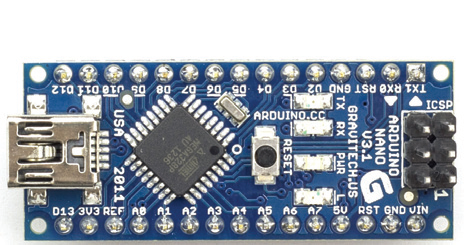 D12 D11 D10 D9 D8 D7 D6 D5 D4 D3 D2 GND RST RX0 TX1
TX
RX
PWR
L
RESET
ARDUINO.CC
GRAVITECH.US
ARDUINO
NANO
V3.1
ICSP
1
USA
2011
G
D13 3V3 REF A0 A1 A2 A3 A4 A5 A6 A7 5V RST GND VIN